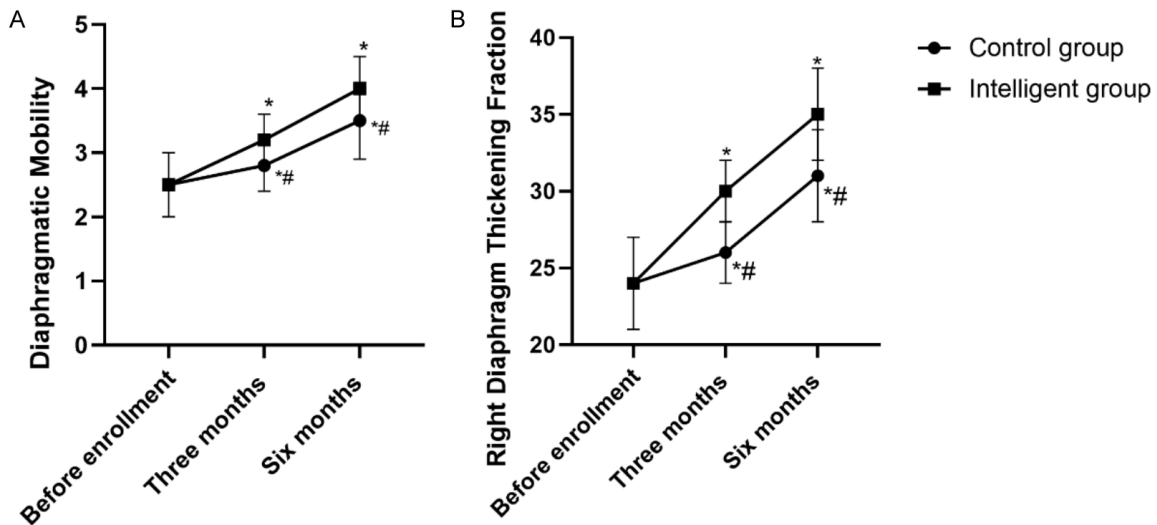 A
Diaphragmatic Mobility
5
4
3
2
1
0
*
*
*#
*#
Before enrollment
Three months
Six months
B
Right Diaphragm Thickening Fraction
40
35
30
25
20
*
*
*#
*#
Before enrollment
Three months
Six months
Control group
Intelligent group